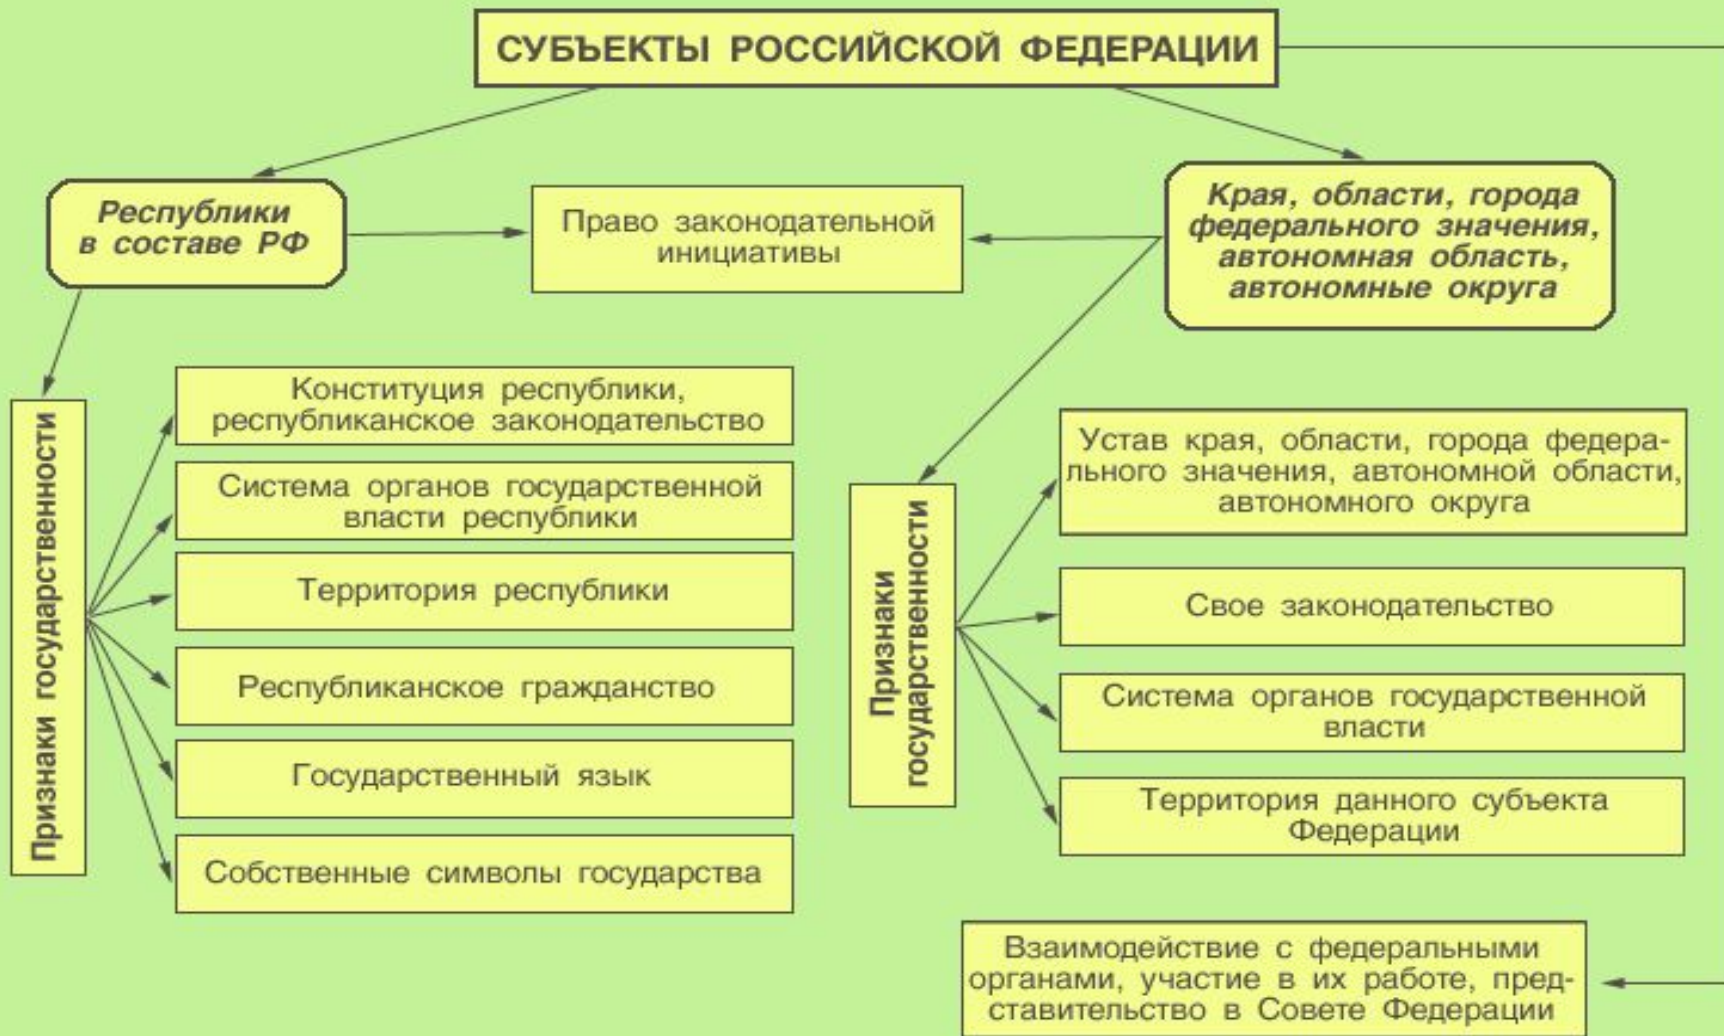 СУБЪЕКТЫ РОССИЙСКОЙ ФЕДЕРАЦИИ
Республики
в составе РФ
Право законодательной
инициативы
Края, области, города
федерального значения,
автономная область,
автономные округа
Признаки государственности
Конституция республики,
республиканское законодательство
Система органов государственной
власти республики
Территория республики
Республиканское гражданство
Государственный язык
Собственные символы государства
Признаки
государственности
Устав края, области, города федера-
льного значения, автономной области,
автономного округа
Свое законодательство
Система органов государственной
власти
Территория данного субъекта
Федерации
Взаимодействие с федеральными
органами, участие в их работе, пред-
ставительство в Совете Федерации